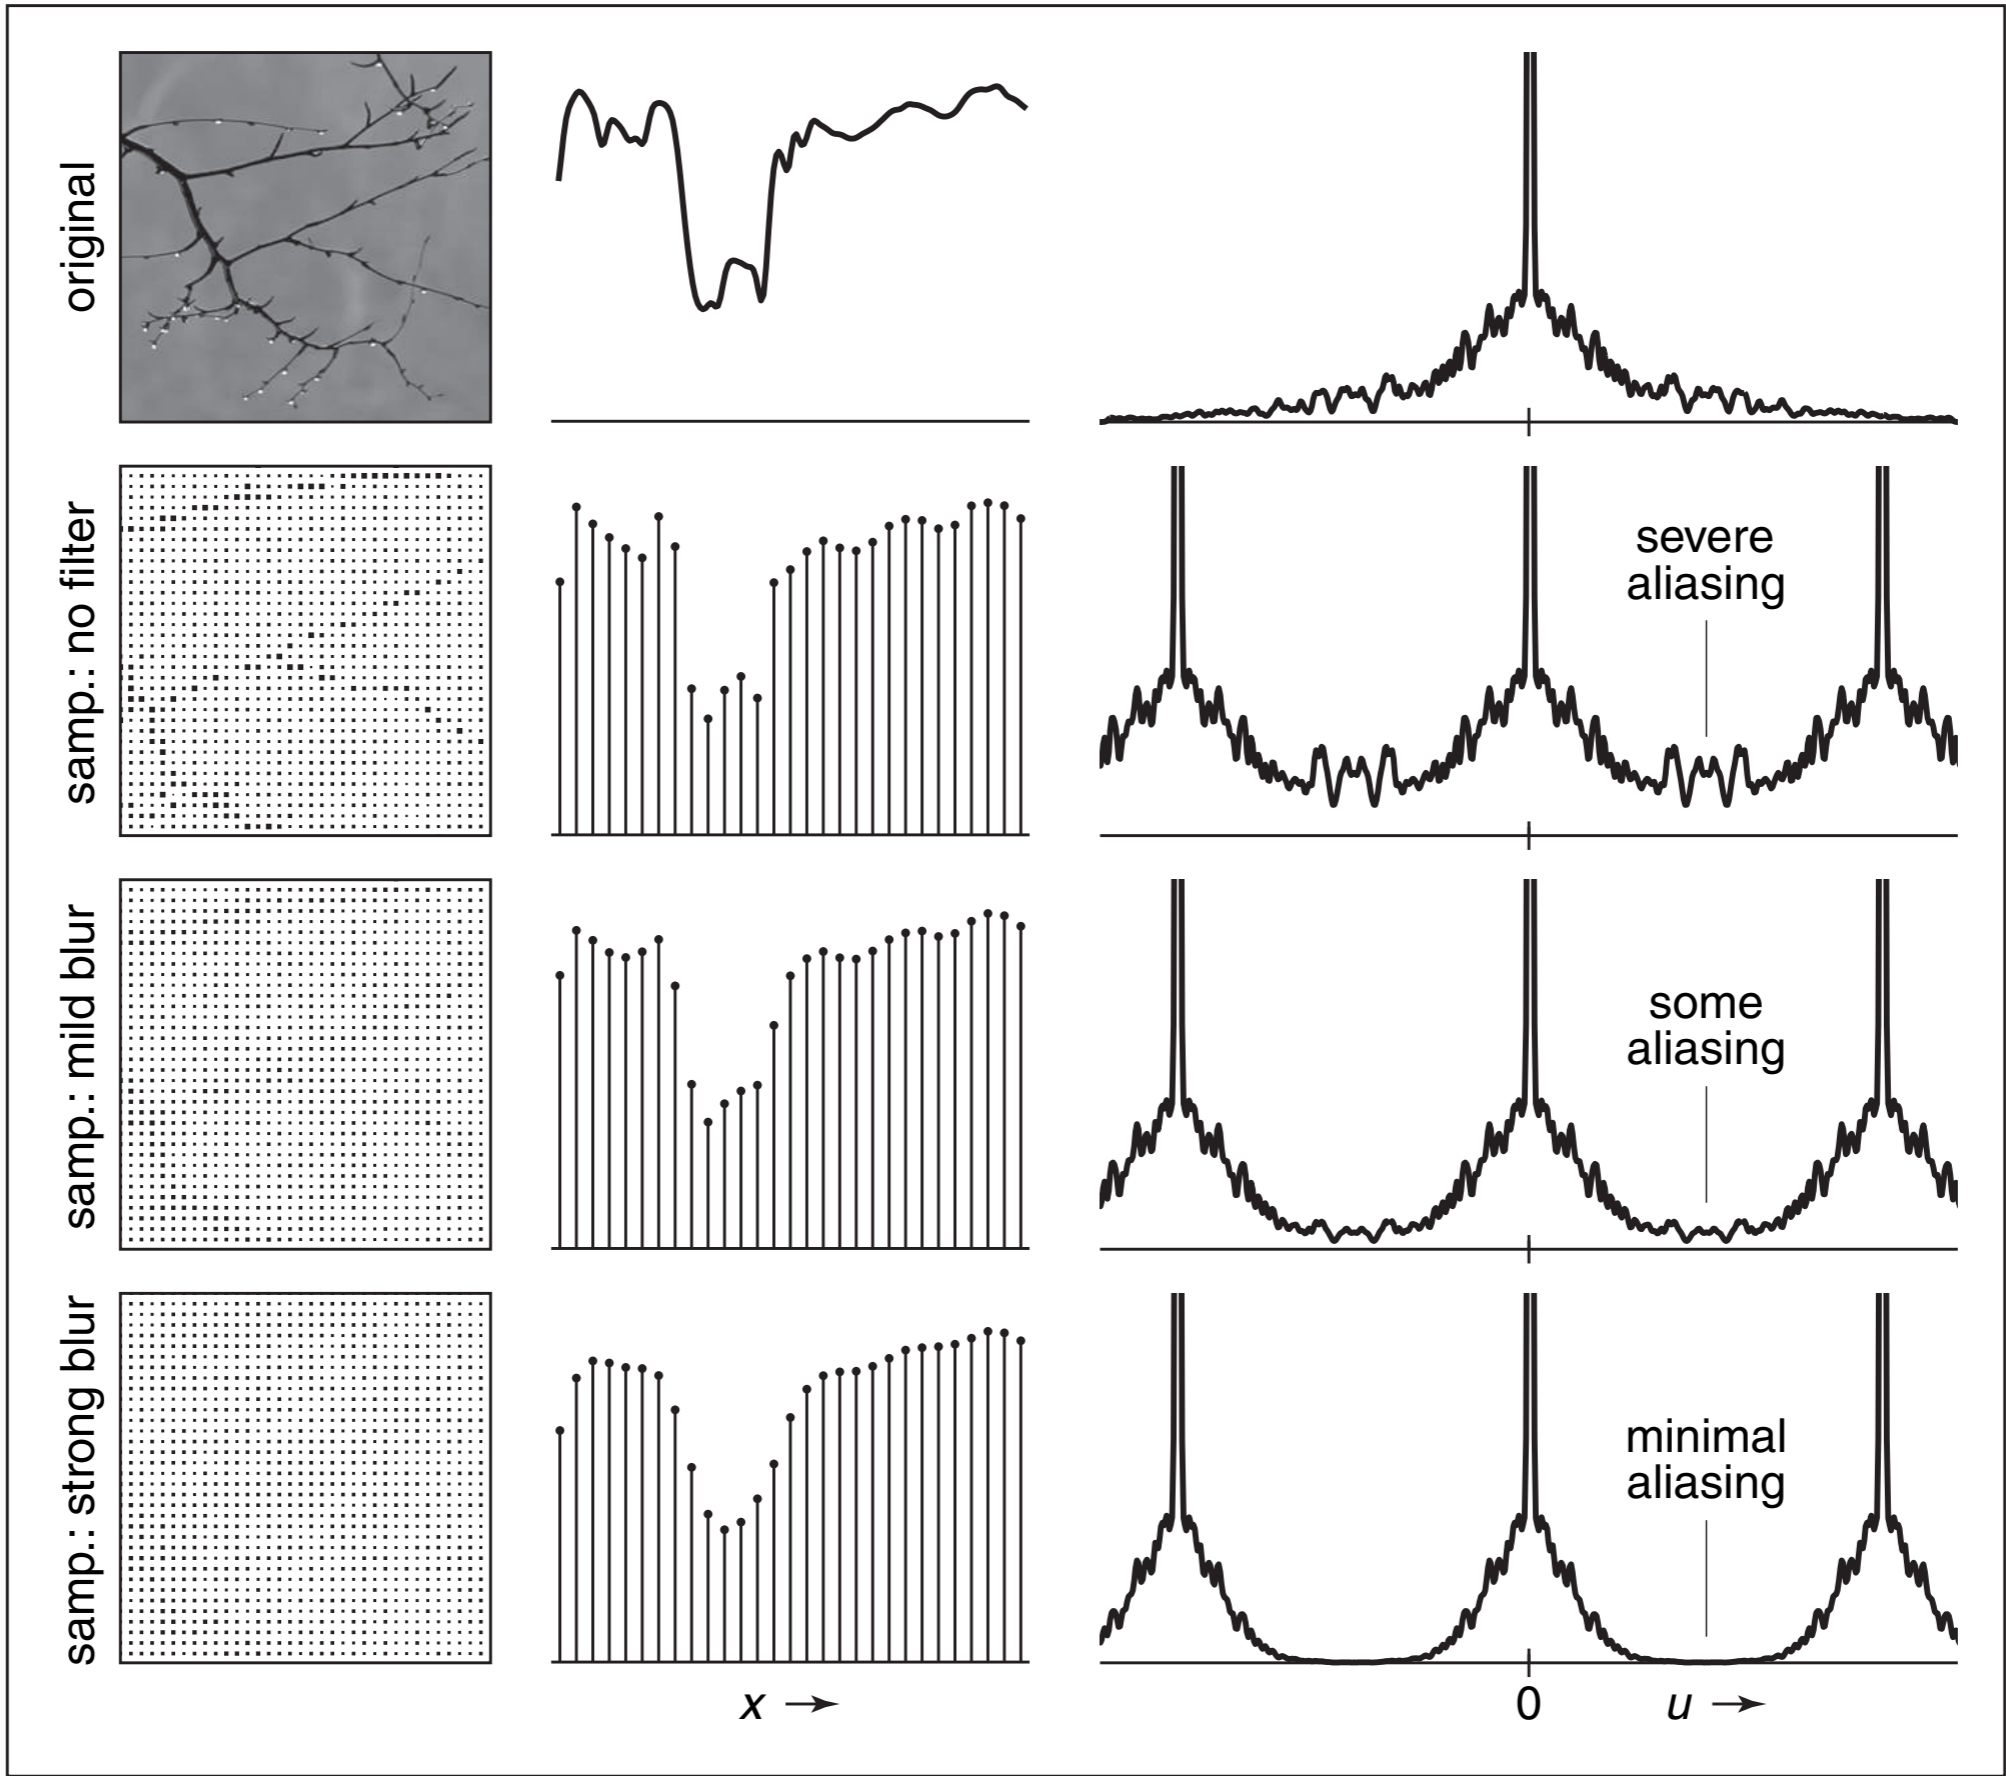 original
samp.: no filter
severe
aliasing
samp.: mild blur
some
aliasing
samp.: strong blur
minimal
aliasing
x
0
u